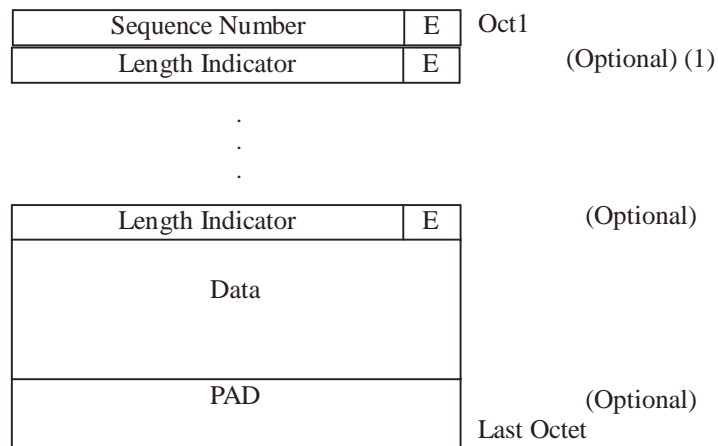 Sequence Number E Oct1
Length Indicator E (Optional) (1)
.
.
.
Length Indicator E (Optional)
Data
PAD (Optional)
Last Octet